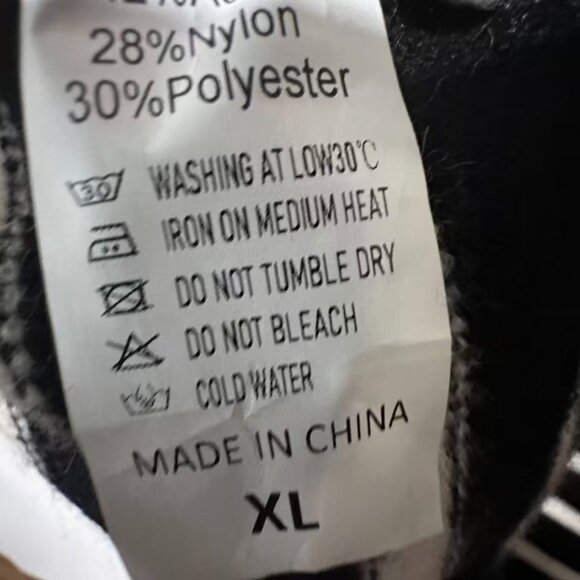 28%Nylon
30%Polyester
30 WASHING AT LOW30℃
IRON ON MEDIUM HEAT
DO NOT TUMBLE DRY
DO NOT BLEACH
COLD WATER
MADE IN CHINA
XL